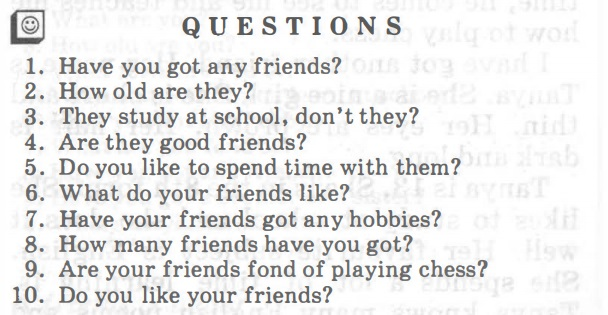 QUESTIONS
1. Have you got any friends?
2. How old are they?
3. They study at school, don't they?
4. Are they good friends?
5. Do you like to spend time with them?
6. What do your friends like?
7. Have your friends got any hobbies?
8. How many friends have you got?
9. Are your friends fond of playing chess?
10. Do you like your friends?